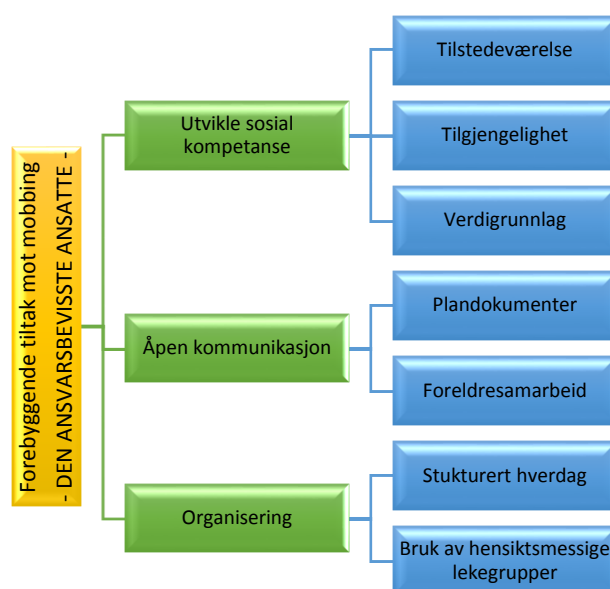 Forebyggende tiltak mot mobbing
- DEN ANSVARSBEVISSTE ANSATTE -
Utvikle sosial
kompetanse
Tilstedeværelse
Tilgjengelighet
Verdigrunnlag
Åpen kommunikasjon
Plandokumenter
Foreldresamarbeid
Organisering
Stukturert hverdag
Bruk av hensiktsmessige
lekegrupper